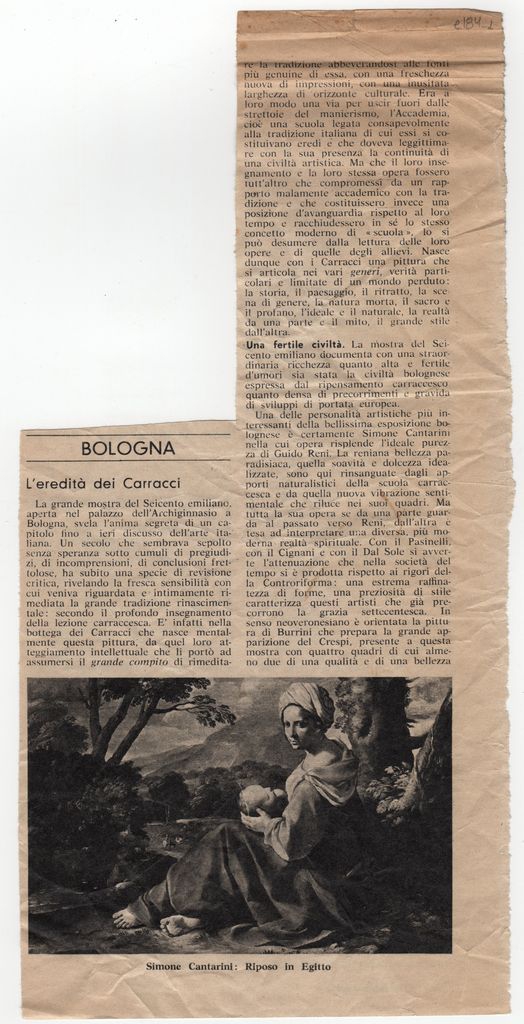 e184_1
BOLOGNA
L'eredità dei Carracci
La grande mostra del Seicento emiliano,
aperta nel palazzo dell'Archiginnasio a
Bologna, svela l'anima segreta di un ca-
pitolo fino a ieri discusso dell'arte ita-
liana. Un secolo che sembrava sepolto
senza speranza sotto cumuli di pregiudi-
zi, di incomprensioni, di conclusioni fret-
tolose, ha subito una specie di revisione
critica, rivelando la fresca sensibilità con
cui veniva riguardata e intimamente ri-
mediata la grande tradizione rinascimen-
tale: secondo il profondo insegnamento
della lezione carraccesca. E' infatti nella
bottega dei Carracci che nasce mental-
mente questa pittura, da quel loro at-
teggiamento intellettuale che li portò ad
assumersi il grande compito di rimedita-
re la tradizione abbeverandosi alle fonti
più genuine di essa, con una freschezza
nuova di impressioni, con una inusitata
larghezza di orizzonte culturale. Era a
loro modo una via per uscir fuori dalle
strettoie del manierismo, l'Accademia,
cioè una scuola legata consapevolmente
alla tradizione italiana di cui essi si co-
stituivano eredi e che doveva leggittima-
re con la sua presenza la continuità di
una civiltà artistica. Ma che il loro inse-
gnamento e la loro stessa opera fossero
tutt'altro che compromessi da un rap-
porto malamente accademico con la tra-
dizione e che costituissero invece una
posizione d'avanguardia rispetto al loro
tempo e racchiudessero in sé lo stesso
concetto moderno di «scuola», lo si
può desumere dalla lettura delle loro
opere e di quelle degli allievi. Nasce
dunque con i Carracci una pittura che
si articola nei vari generi, verità parti-
colari e limitate di un mondo perduto:
la storia, il paesaggio, il ritratto, la sce-
na di genere, la natura morta, il sacro e
il profano, l'ideale e il naturale, la realtà
da una parte e il mito, il grande stile
dall'altra.
Una fertile civiltà. La mostra del Sei-
cento emiliano documenta con una straor-
dinaria ricchezza quanto alta e fertile
d'umori sia stata la civiltà bolognese
espressa dal ripensamento carraccesco
quanto densa di precorrimenti e gravida
di sviluppi di portata europea.
Una delle personalità artistiche più in-
teressanti della bellissima esposizione bo-
lognese è certamente Simone Cantarini
nella cui opera risplende l'ideale purez-
za di Guido Reni. La reniana bellezza pa-
radisiaca, quella soavità e dolcezza idea-
lizzate, sono qui rinsanguate dagli ap-
porti naturalistici della scuola carrac-
cesca e da quella nuova vibrazione senti-
mentale che riluce nei suoi quadri. Ma
tutta la sua opera se da una parte guar-
da al passato verso Reni, dall'altra è
tesa ad interpretare una diversa, più mo-
derna realtà spirituale. Con il Pasinelli,
con il Cignani e con il Dal Sole si avver-
te l'attenuazione che nella società del
tempo si è prodotta rispetto ai rigori del-
la Controriforma: una estrema raffina-
tezza di forme, una preziosità di stile
caratterizza questi artisti che già pre-
corrono la grazia settecentesca. In
senso neoveronesiano è orientata la pittu-
ra di Burrini che prepara la grande ap-
parizione del Crespi, presente a questa
mostra con quattro quadri di cui alme-
no due di una qualità e di una bellezza
Simone Cantarini: Riposo in Egitto